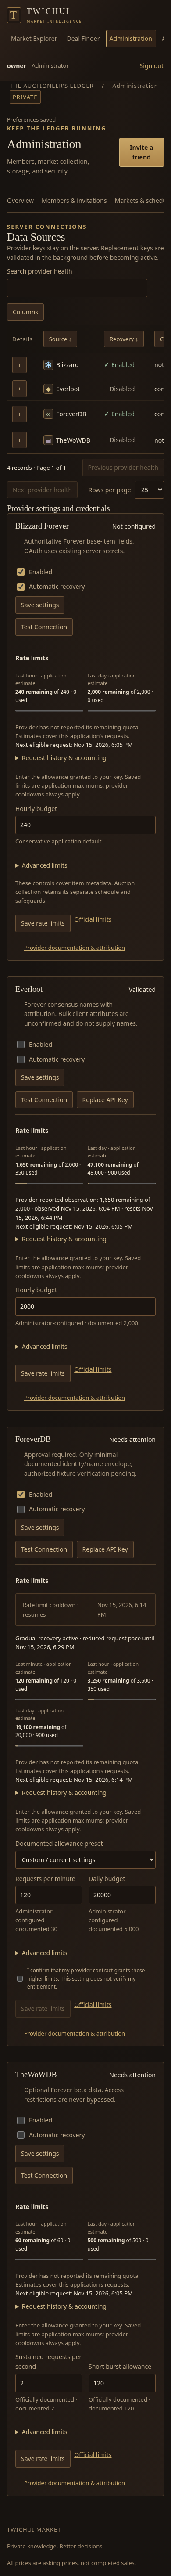 T
TWICHUI
MARKET INTELLIGENCE
Market Explorer
Deal Finder
Administration
owner
Administrator
Sign out
THE AUCTIONEER'S LEDGER / Administration
PRIVATE
Preferences saved
KEEP THE LEDGER RUNNING
Administration
Members, market collection, storage, and security.
Invite a friend
Overview
Members & invitations
Markets & sched
SERVER CONNECTIONS
Data Sources
Provider keys stay on the server. Replacement keys are
validated in the background before becoming active.
Search provider health
Columns
Details
Source ↕
Recovery ↕
C
+
Blizzard
✓ Enabled
not
+
Everloot
− Disabled
con
+
ForeverDB
✓ Enabled
con
+
TheWoWDB
− Disabled
not
4 records · Page 1 of 1
Previous provider health
Next provider health
Rows per page
25
Provider settings and credentials
Blizzard Forever
Not configured
Authoritative Forever base-item fields.
OAuth uses existing server secrets.
Enabled
Automatic recovery
Save settings
Test Connection
Rate limits
Last hour · application estimate
240 remaining of 240 · 0 used
Last day · application estimate
2,000 remaining of 2,000 · 0 used
Provider has not reported its remaining quota.
Estimates cover this application's requests.
Next eligible request: Nov 15, 2026, 6:05 PM
▶ Request history & accounting
Enter the allowance granted to your key. Saved
limits are application maximums; provider
cooldowns always apply.
Hourly budget
240
Conservative application default
▶ Advanced limits
These controls cover item metadata. Auction
collection retains its separate schedule and
safeguards.
Save rate limits
Official limits
Provider documentation & attribution
Everloot
Validated
Forever consensus names with
attribution. Bulk client attributes are
unconfirmed and do not supply names.
Enabled
Automatic recovery
Save settings
Test Connection
Replace API Key
Rate limits
Last hour · application estimate
1,650 remaining of 2,000 · 350 used
Last day · application estimate
47,100 remaining of 48,000 · 900 used
Provider-reported observation: 1,650 remaining of
2,000 · observed Nov 15, 2026, 6:04 PM · resets Nov
15, 2026, 6:44 PM
Next eligible request: Nov 15, 2026, 6:05 PM
▶ Request history & accounting
Enter the allowance granted to your key. Saved
limits are application maximums; provider
cooldowns always apply.
Hourly budget
2000
Administrator-configured · documented 2,000
▶ Advanced limits
Save rate limits
Official limits
Provider documentation & attribution
ForeverDB
Needs attention
Approval required. Only minimal
documented identity/name envelope;
authorized fixture verification pending.
Enabled
Automatic recovery
Save settings
Test Connection
Replace API Key
Rate limits
Rate limit cooldown · resumes
Nov 15, 2026, 6:14 PM
Gradual recovery active · reduced request pace until
Nov 15, 2026, 6:29 PM
Last minute · application estimate
120 remaining of 120 · 0 used
Last hour · application estimate
3,250 remaining of 3,600 · 350 used
Last day · application estimate
19,100 remaining of 20,000 · 900 used
Provider has not reported its remaining quota.
Estimates cover this application's requests.
Next eligible request: Nov 15, 2026, 6:14 PM
▶ Request history & accounting
Enter the allowance granted to your key. Saved
limits are application maximums; provider
cooldowns always apply.
Documented allowance preset
Custom / current settings
Requests per minute
120
Administrator-configured · documented 30
Daily budget
20000
Administrator-configured · documented 5,000
▶ Advanced limits
I confirm that my provider contract grants these
higher limits. This setting does not verify my
entitlement.
Save rate limits
Official limits
Provider documentation & attribution
TheWoWDB
Needs attention
Optional Forever beta data. Access
restrictions are never bypassed.
Enabled
Automatic recovery
Save settings
Test Connection
Rate limits
Last hour · application estimate
60 remaining of 60 · 0 used
Last day · application estimate
500 remaining of 500 · 0 used
Provider has not reported its remaining quota.
Estimates cover this application's requests.
Next eligible request: Nov 15, 2026, 6:05 PM
▶ Request history & accounting
Enter the allowance granted to your key. Saved
limits are application maximums; provider
cooldowns always apply.
Sustained requests per second
2
Officially documented · documented 2
Short burst allowance
120
Officially documented · documented 120
▶ Advanced limits
Save rate limits
Official limits
Provider documentation & attribution
TWICHUI MARKET
Private knowledge. Better decisions.
All prices are asking prices, not completed sales.